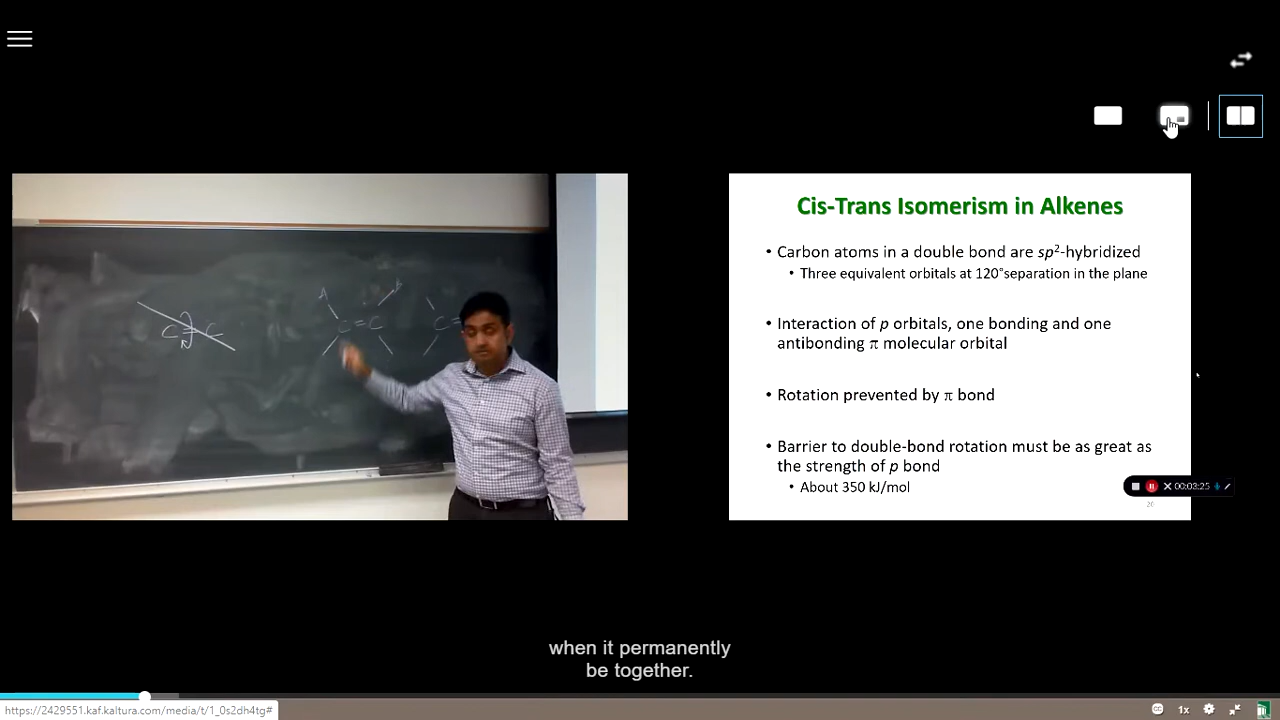 C=C
A
A
C=C
C=
Cis-Trans Isomerism in Alkenes
• Carbon atoms in a double bond are sp²-hybridized
• Three equivalent orbitals at 120˚separation in the plane
• Interaction of p orbitals, one bonding and one
antibonding π molecular orbital
• Rotation prevented by π bond
• Barrier to double-bond rotation must be as great as
the strength of p bond
• About 350 kJ/mol
00:03:25
20
when it permanently
be together.
https://2429551.kaf.kaltura.com/media/t/1_0s2dh4tg#
1x